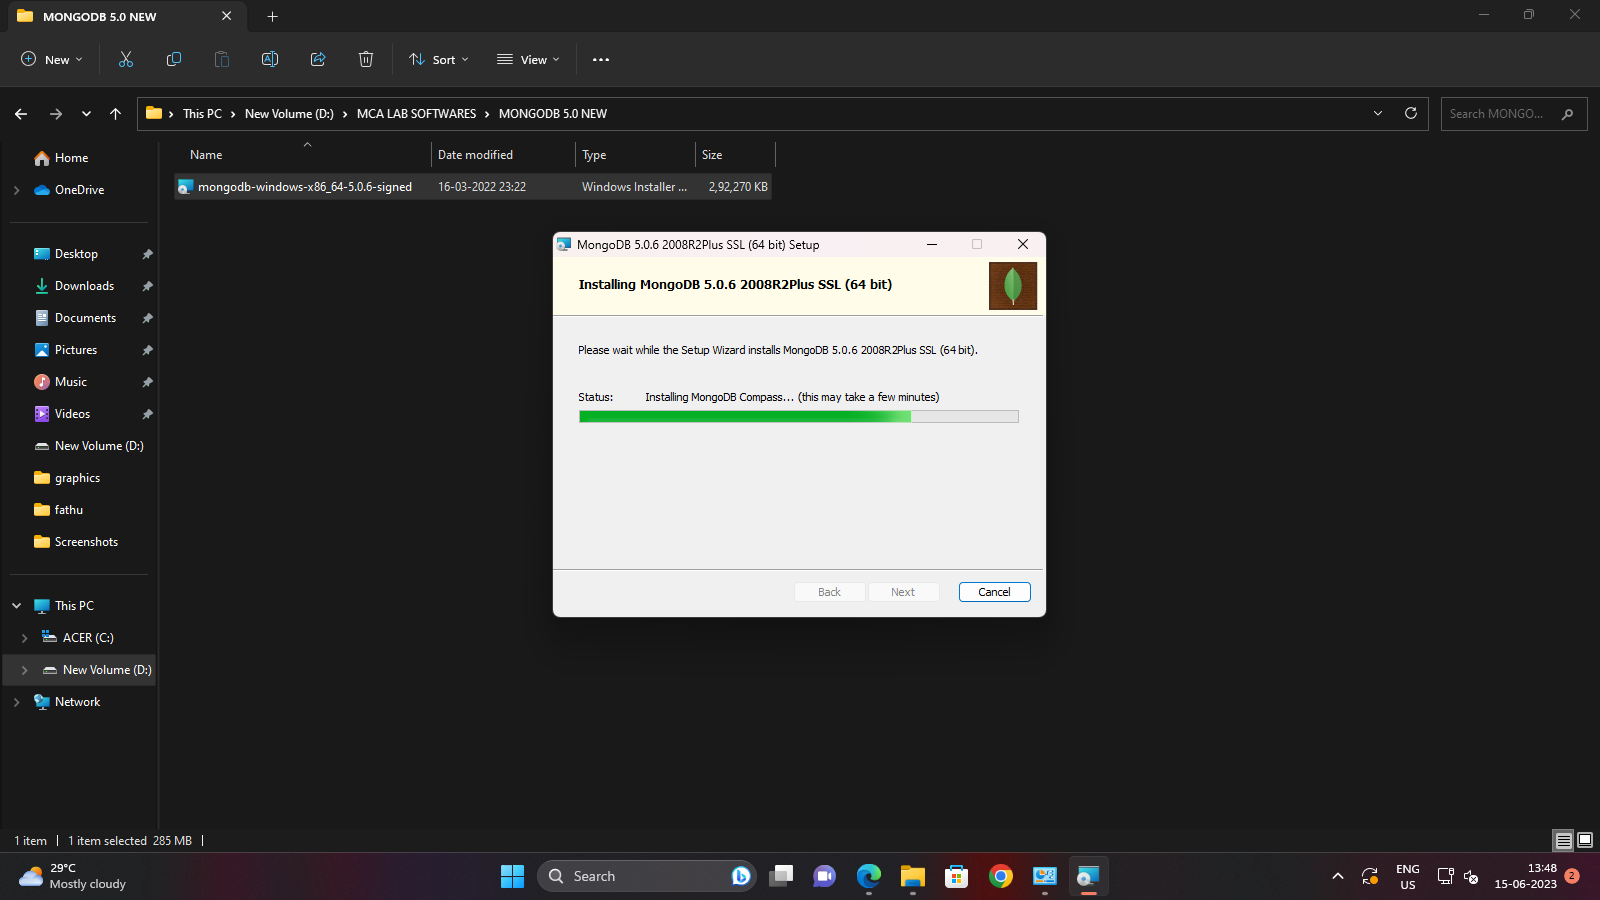 MONGODB 5.0 NEW
New
Sort
View
This PC
New Volume (D:)
MCA LAB SOFTWARES
MONGODB 5.0 NEW
Search MONGO...
Home
OneDrive
Desktop
Downloads
Documents
Pictures
Music
Videos
New Volume (D:)
graphics
fathu
Screenshots
This PC
ACER (C:)
New Volume (D:)
Network
Name
Date modified
Type
Size
mongodb-windows-x86_64-5.0.6-signed
16-03-2022 23:22
Windows Installer ...
2,92,270 KB
MongoDB 5.0.6 2008R2Plus SSL (64 bit) Setup
Installing MongoDB 5.0.6 2008R2Plus SSL (64 bit)
Please wait while the Setup Wizard installs MongoDB 5.0.6 2008R2Plus SSL (64 bit).
Status: Installing MongoDB Compass... (this may take a few minutes)
Back
Next
Cancel
1 item
1 item selected 285 MB
29°C
Mostly cloudy
Search
ENG
US
13:48
15-06-2023
2